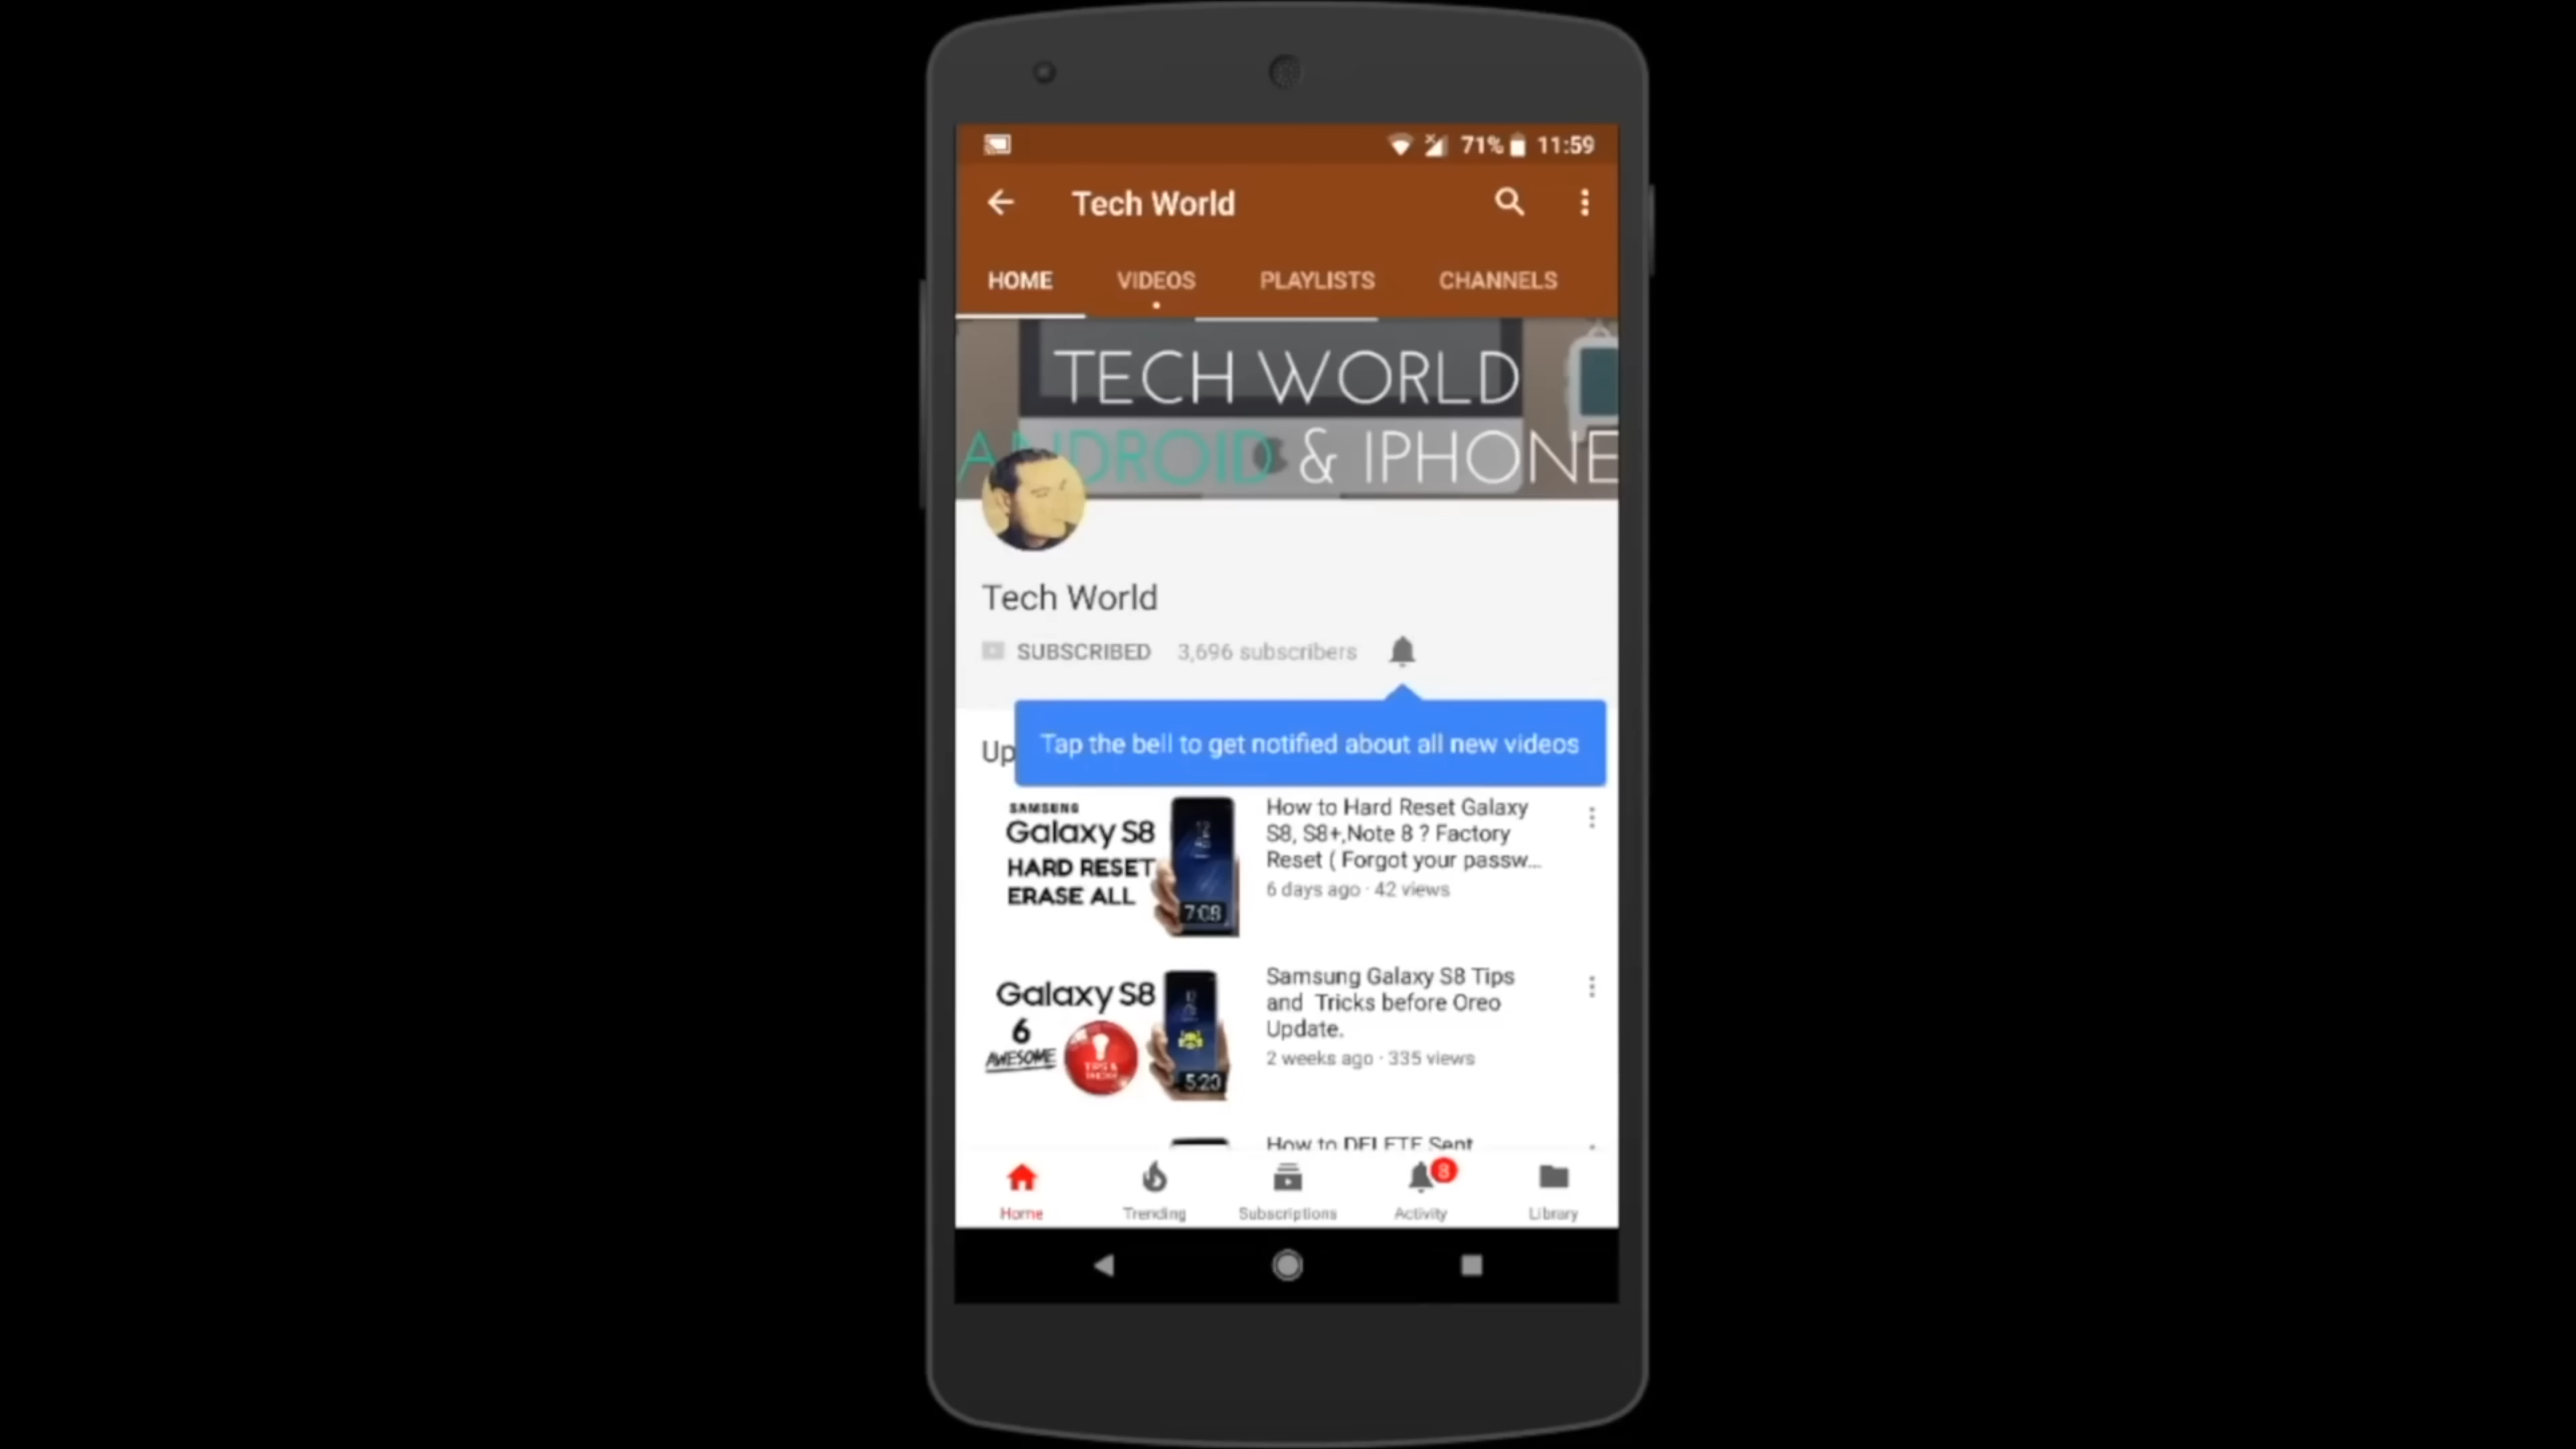 71% 11:59
Tech World
HOME VIDEOS PLAYLISTS CHANNELS
TECH WORLD
ANDROID & IPHONE
Tech World
SUBSCRIBED 3,696 subscribers
Tap the bell to get notified about all new videos
Up
SAMSUNG
Galaxy S8
HARD RESET
ERASE ALL
7:08
How to Hard Reset Galaxy
S8, S8+,Note 8 ? Factory
Reset ( Forgot your passw...
6 days ago · 42 views
Galaxy S8
6
AWESOME
TIPS &
5:23
Samsung Galaxy S8 Tips
and Tricks before Oreo
Update.
2 weeks ago · 335 views
How to DELETE Sent
8
Home Trending Subscriptions Activity Library